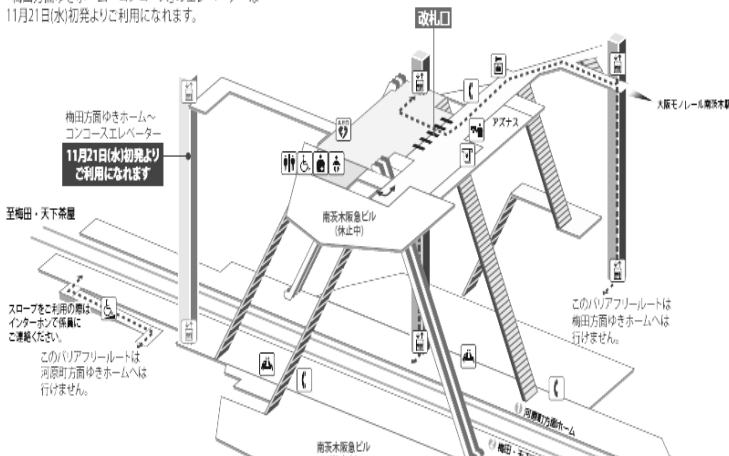 11月21日(水)初発よりご利用になれます。
改札口
大阪モノレール南茨木駅
アズナス
梅田方面ゆきホーム〜
コンコースエレベーター
11月21日(水)初発より
ご利用になれます
南茨木阪急ビル
(休止中)
至梅田・天下茶屋
スロープをご利用の際は
インターホンで係員に
ご連絡ください。
このバリアフリールートは
河原町方面ゆきホームへは
行けません。
このバリアフリールートは
梅田方面ゆきホームへは
行けません。
河原町方面ホーム
梅田・天下
南茨木阪急ビル